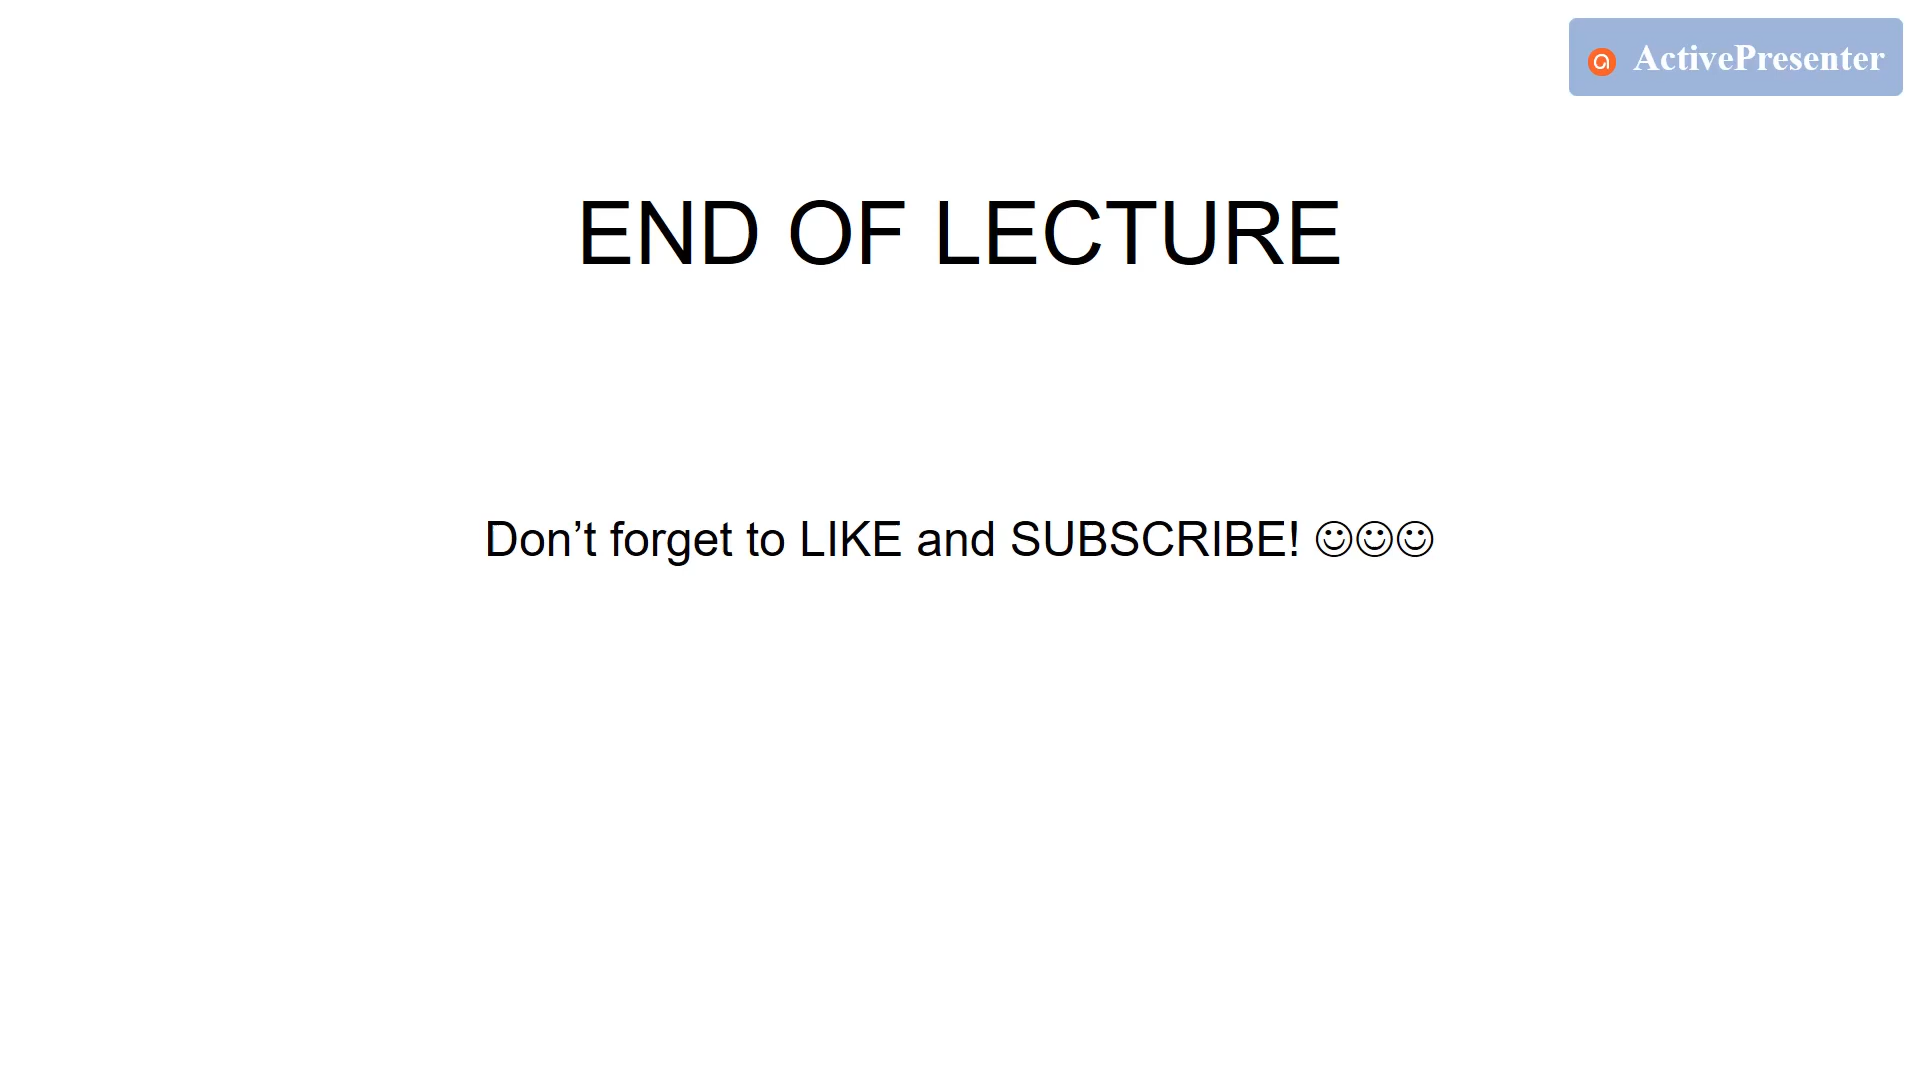 ActivePresenter
END OF LECTURE
Don’t forget to LIKE and SUBSCRIBE! ☺☺☺